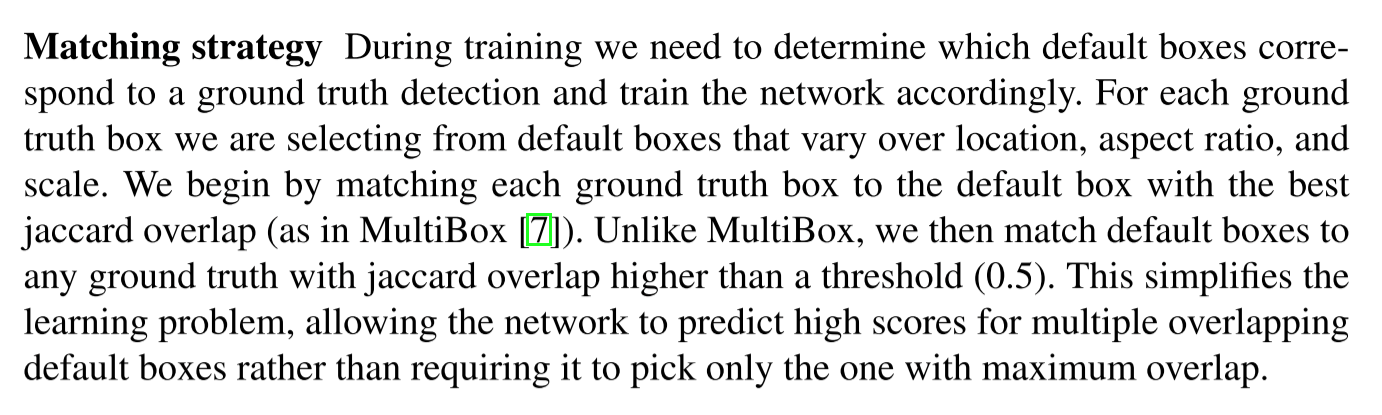 Matching strategy During training we need to determine which default boxes corre-
spond to a ground truth detection and train the network accordingly. For each ground
truth box we are selecting from default boxes that vary over location, aspect ratio, and
scale. We begin by matching each ground truth box to the default box with the best
jaccard overlap (as in MultiBox [7]). Unlike MultiBox, we then match default boxes to
any ground truth with jaccard overlap higher than a threshold (0.5). This simplifies the
learning problem, allowing the network to predict high scores for multiple overlapping
default boxes rather than requiring it to pick only the one with maximum overlap.